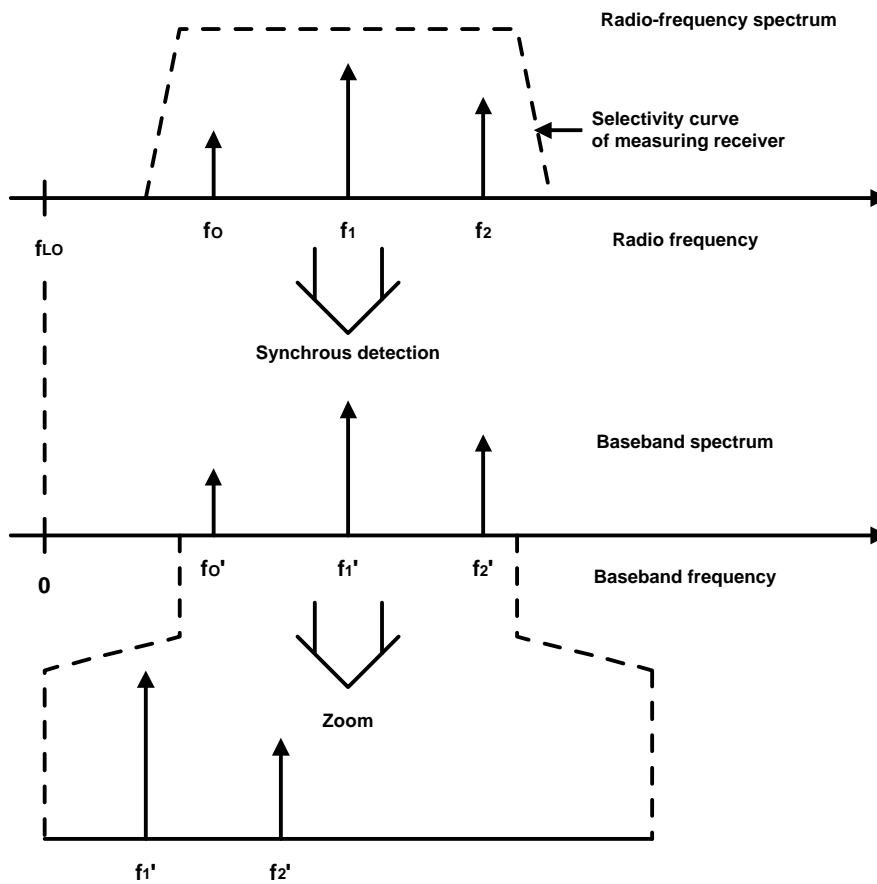 Radio-frequency spectrum
Selectivity curve
of measuring receiver
fO
f1
f2
fLO
Radio frequency
Synchrous detection
Baseband spectrum
fO'
f1'
f2'
0
Baseband frequency
Zoom
f1'
f2'